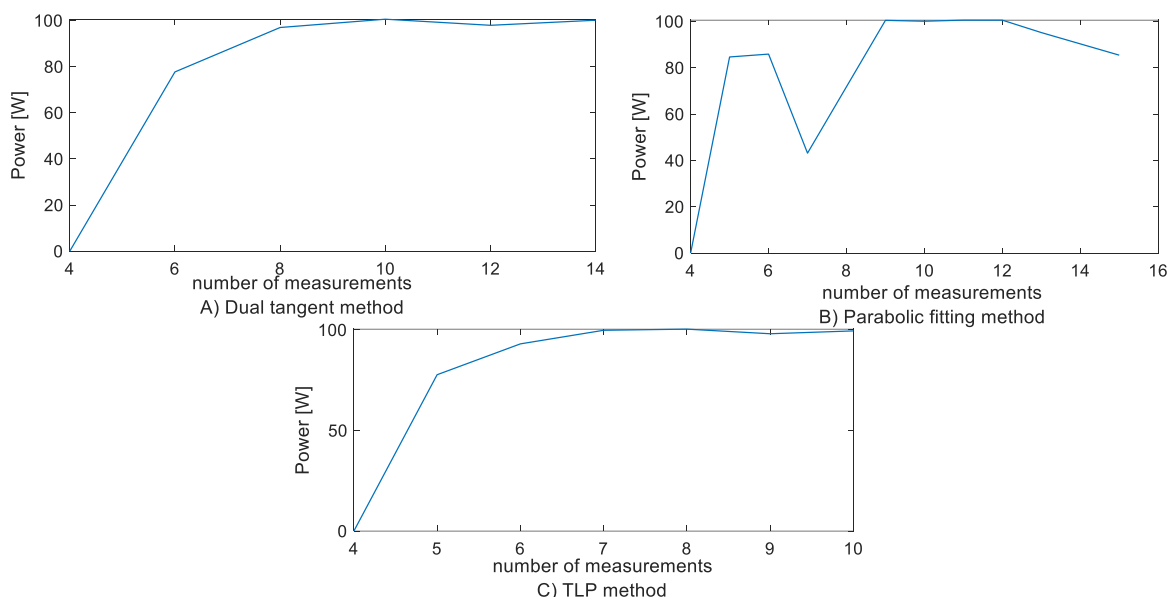 100
80
60
40
20
0
Power [W]
4 6 8 10 12 14
number of measurements
A) Dual tangent method
100
80
60
40
20
0
Power [W]
4 6 8 10 12 14 16
number of measurements
B) Parabolic fitting method
100
50
0
Power [W]
4 5 6 7 8 9 10
number of measurements
C) TLP method